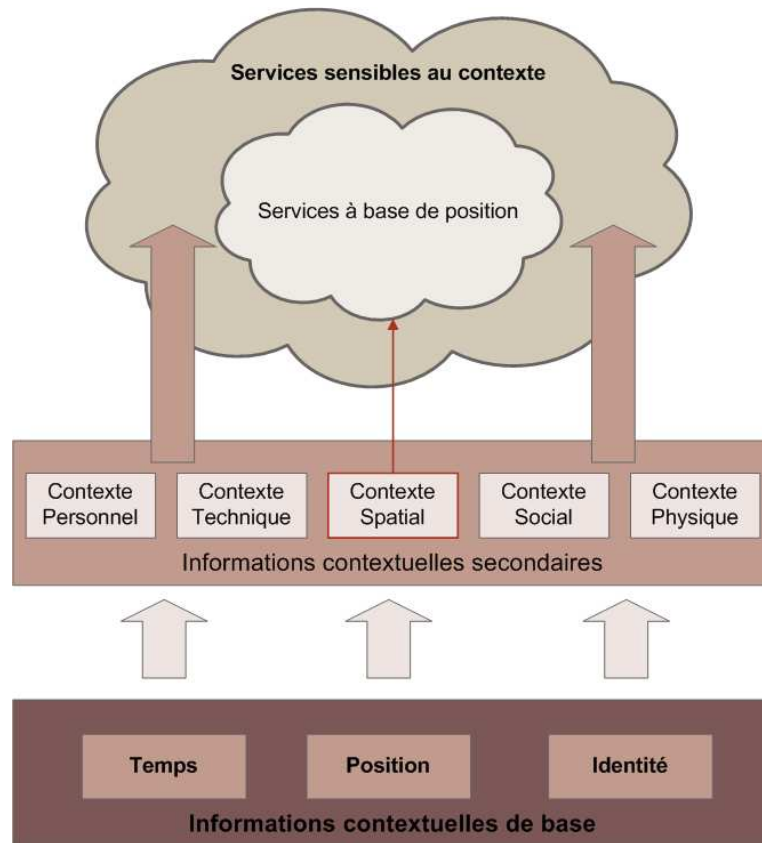 Services sensibles au contexte
Services à base de position
Contexte
Personnel
Contexte
Technique
Contexte
Spatial
Contexte
Social
Contexte
Physique
Informations contextuelles secondaires
Temps
Position
Identité
Informations contextuelles de base